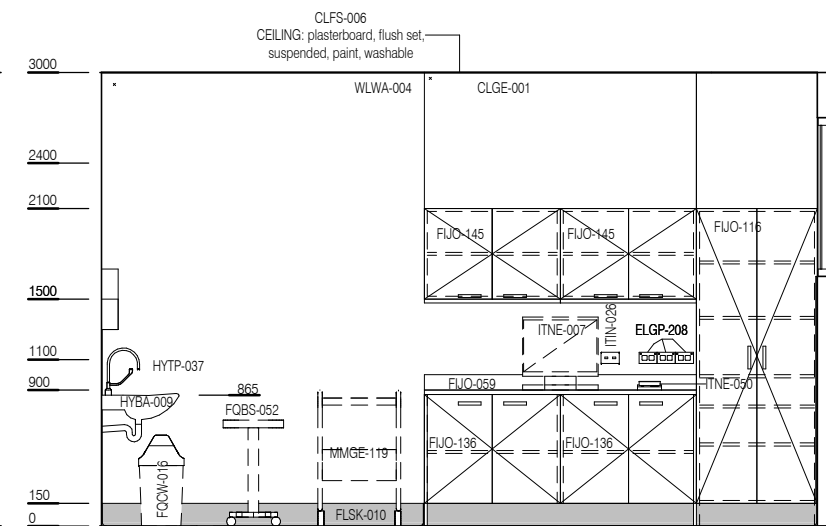 CLFS-006
CEILING: plasterboard, flush set,
suspended, paint, washable
3000
WLWA-004
CLGE-001
2400
2100
FIJO-145
FIJO-145
FIJO-116
1500
ITNE-007
ITIN-026
ELGP-208
1100
HYTP-037
900
865
FIJO-059
ITNE-050
HYBA-009
FQBS-052
FIJO-136
FIJO-136
MMGE-119
FQCW-016
150
0
FLSK-010